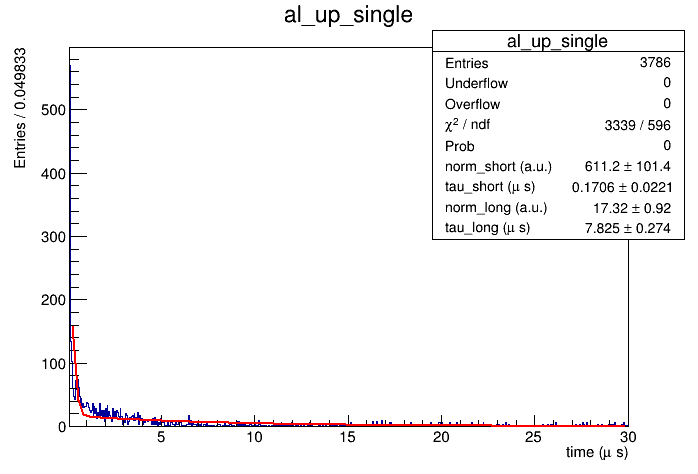 al_up_single
al_up_single
Entries 3786
Underflow 0
Overflow 0
χ² / ndf 3339 / 596
Prob 0
norm_short (a.u.) 611.2 ± 101.4
tau_short (μ s) 0.1706 ± 0.0221
norm_long (a.u.) 17.32 ± 0.92
tau_long (μ s) 7.825 ± 0.274
Entries / 0.049833
500
400
300
200
100
0
5 10 15 20 25 30
time (μ s)